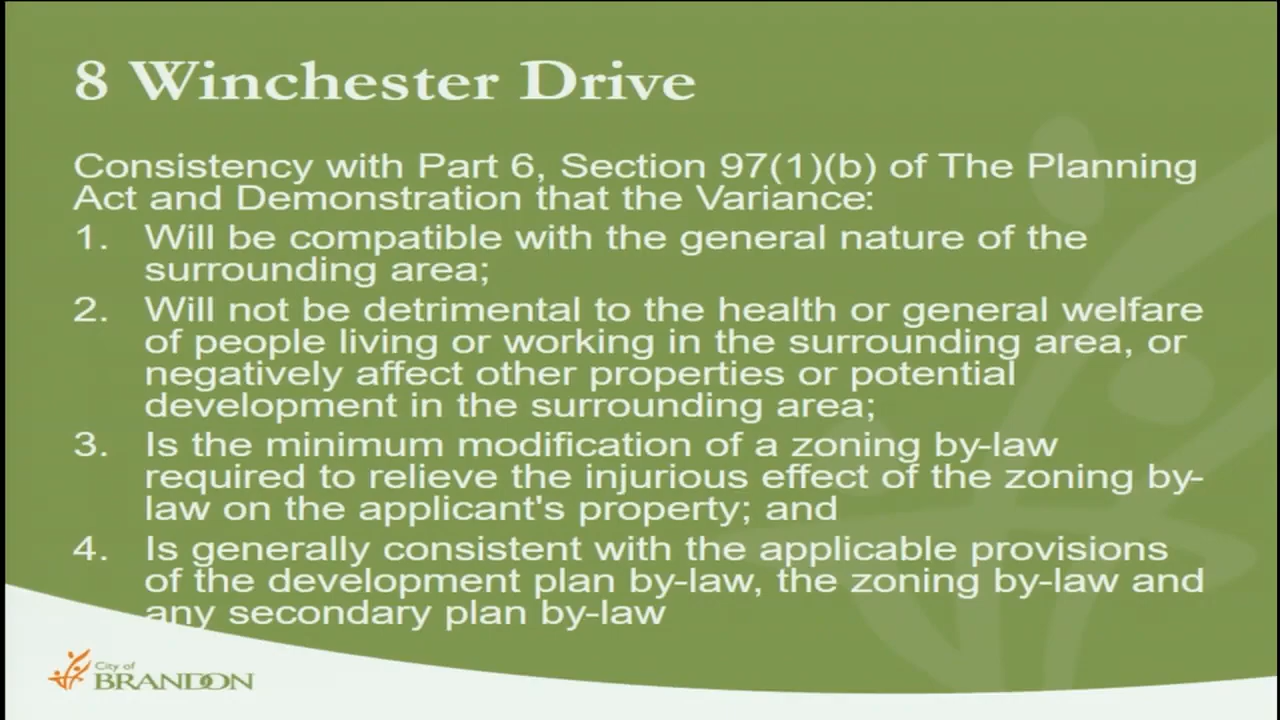 8 Winchester Drive
Consistency with Part 6, Section 97(1)(b) of The Planning
Act and Demonstration that the Variance:
1. Will be compatible with the general nature of the
surrounding area;
2. Will not be detrimental to the health or general welfare
of people living or working in the surrounding area, or
negatively affect other properties or potential
development in the surrounding area;
3. Is the minimum modification of a zoning by-law
required to relieve the injurious effect of the zoning by-
law on the applicant's property; and
4. Is generally consistent with the applicable provisions
of the development plan by-law, the zoning by-law and
any secondary plan by-law
City of
BRANDON